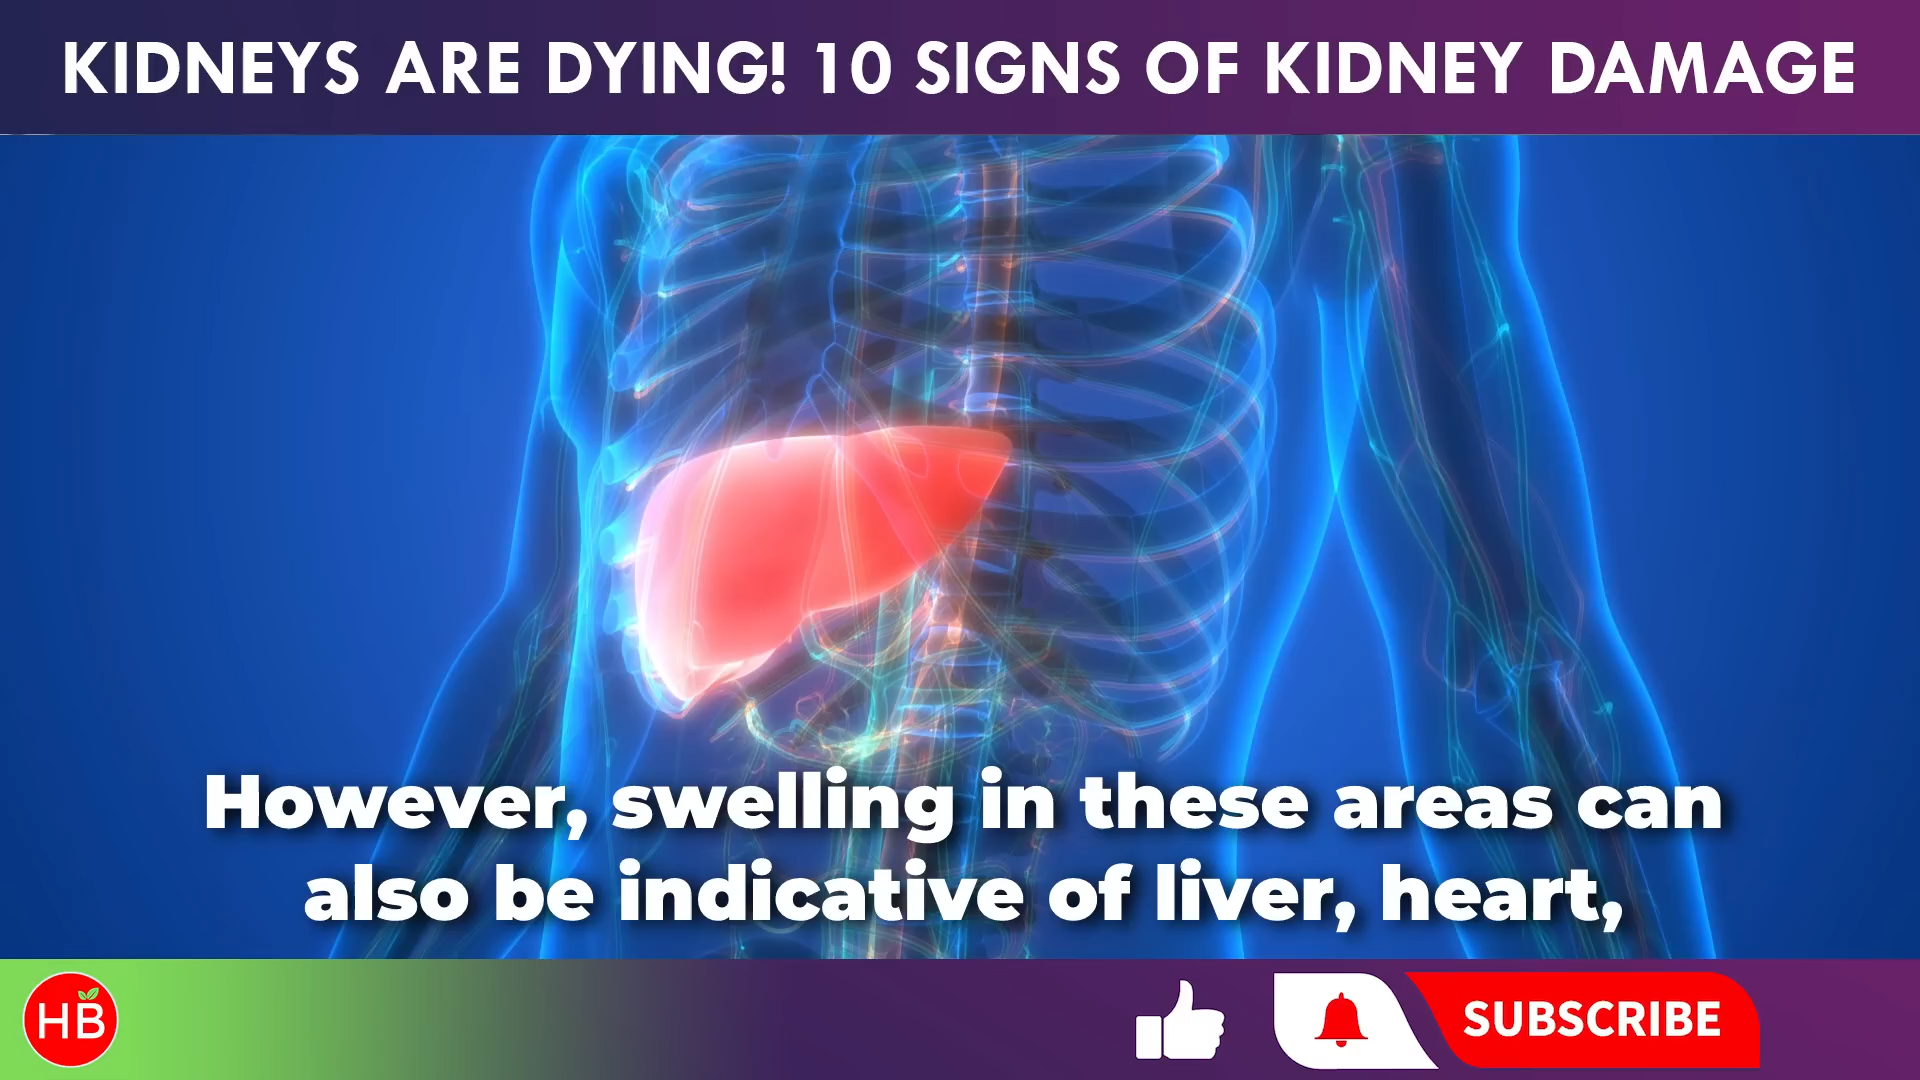 KIDNEYS ARE DYING! 10 SIGNS OF KIDNEY DAMAGE
However, swelling in these areas can
also be indicative of liver, heart,
HB
SUBSCRIBE